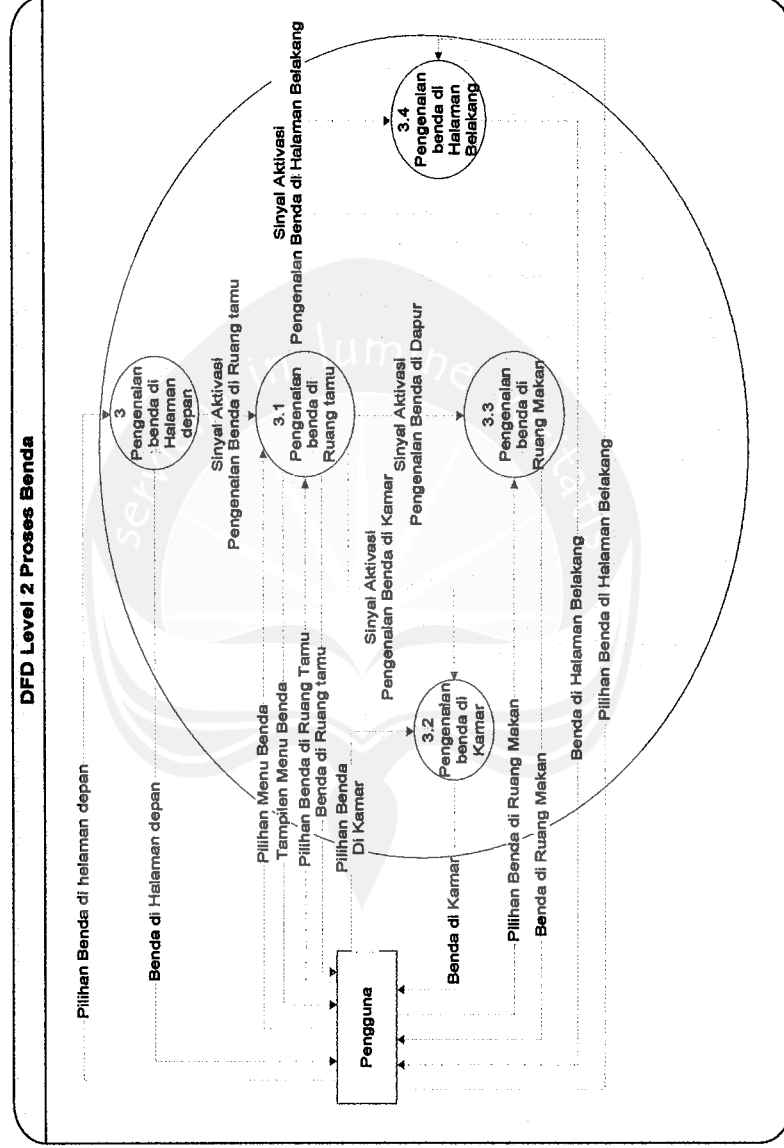 DFD Level 2 Proses Benda
Pilihan Benda di helaman depan
3
Pengenalan
benda di
Halaman
depan
Benda di Halaman depan
Sinyal Aktivasi
Pengenalan Benda di Ruang tamu
Sinyal Aktivasi
Pengenalan Benda di Halaman Belakang
Pilihan Menu Benda
Tampilen Menu Benda
Pilihan Benda di Ruang Tamu
Benda di Ruang tamu
3.1
Pengenalan
benda di
Ruang tamu
Pilihan Benda
Di Kamar
Sinyal Aktivasi
Pengenalan Benda di Kamar
Sinyal Aktivasi
Pengenalan Benda di Dapur
3.4
Pengenalan
benda di
Halaman
Belakang
Pengguna
3.2
Pengenalan
benda di
Kamar
Benda di Kamar
3.3
Pengenalan
benda di
Ruang Makan
Pilihan Benda di Ruang Makan
Benda di Ruang Makan
Benda di Halaman Belakang
Pilihan Benda di Halaman Belakang
in lumine